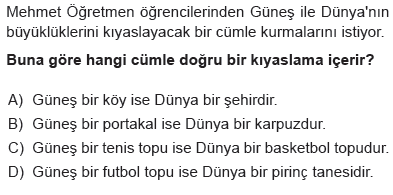 Mehmet Öğretmen öğrencilerinden Güneş ile Dünya'nın
büyüklüklerini kıyaslayacak bir cümle kurmalarını istiyor.
Buna göre hangi cümle doğru bir kıyaslama içerir?
A) Güneş bir köy ise Dünya bir şehirdir.
B) Güneş bir portakal ise Dünya bir karpuzdur.
C) Güneş bir tenis topu ise Dünya bir basketbol topudur.
D) Güneş bir futbol topu ise Dünya bir pirinç tanesidir.